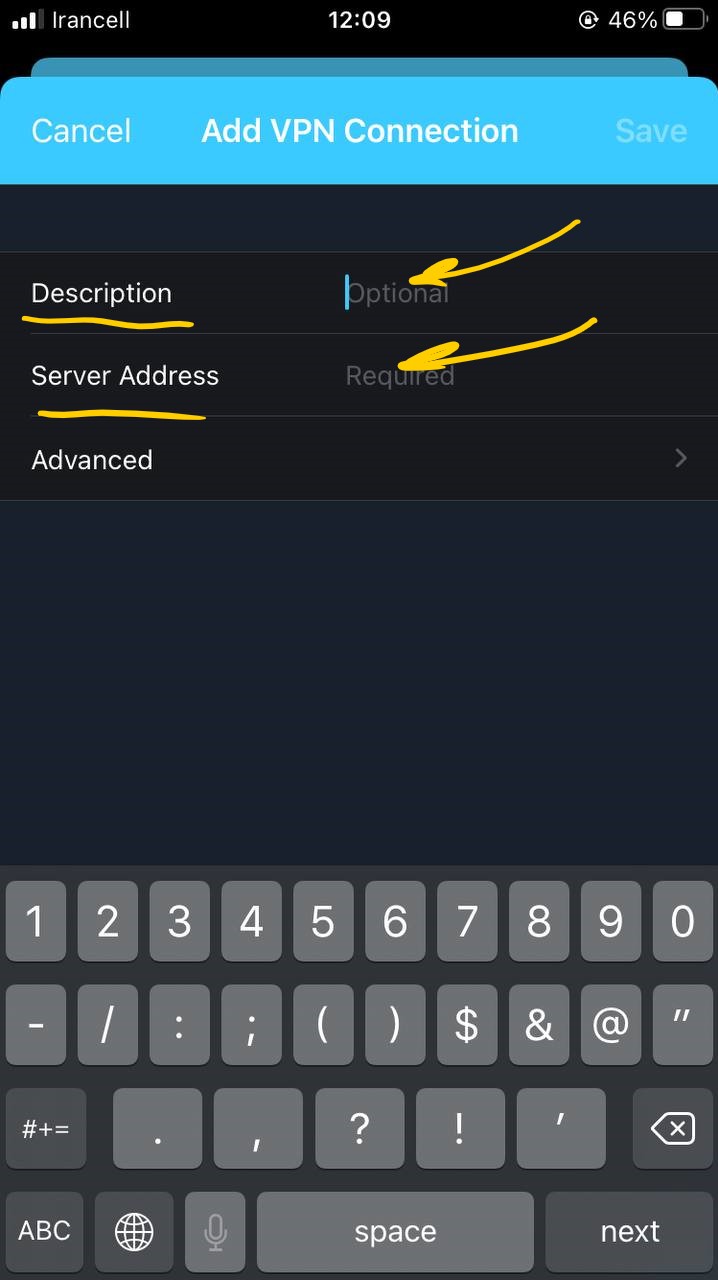 Irancell 12:09 46%
Cancel Add VPN Connection Save
Description Optional
Server Address Required
Advanced
1 2 3 4 5 6 7 8 9 0
- / : ; ( ) $ & @ "
#+= . , ? ! '
ABC space next